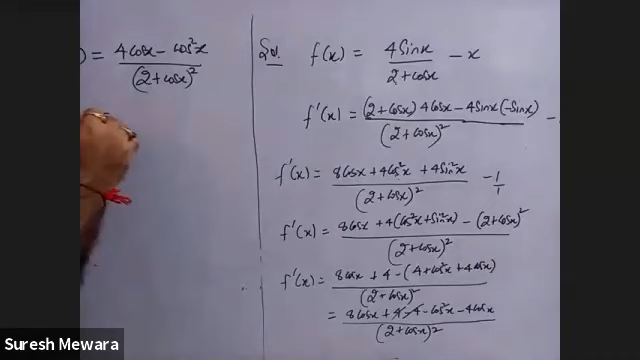 ) = 4cosx - cos²x / (2+cosx)²
Sol. f(x) = 4sinx / 2+cosx - x
f'(x) = (2+cosx) 4cosx - 4sinx (-sinx) / (2+cosx)² -
f'(x) = 8cosx + 4cos²x + 4sin²x / (2+cosx)² - 1/1
f'(x) = 8cosx + 4(cos²x + sin²x) - (2+cosx)² / (2+cosx)²
f'(x) = 8cosx + 4 - (4 + cos²x + 4cosx) / (2+cosx)²
= 8cosx + 4 - 4 - cos²x - 4cosx / (2+cosx)²
Suresh Mewara